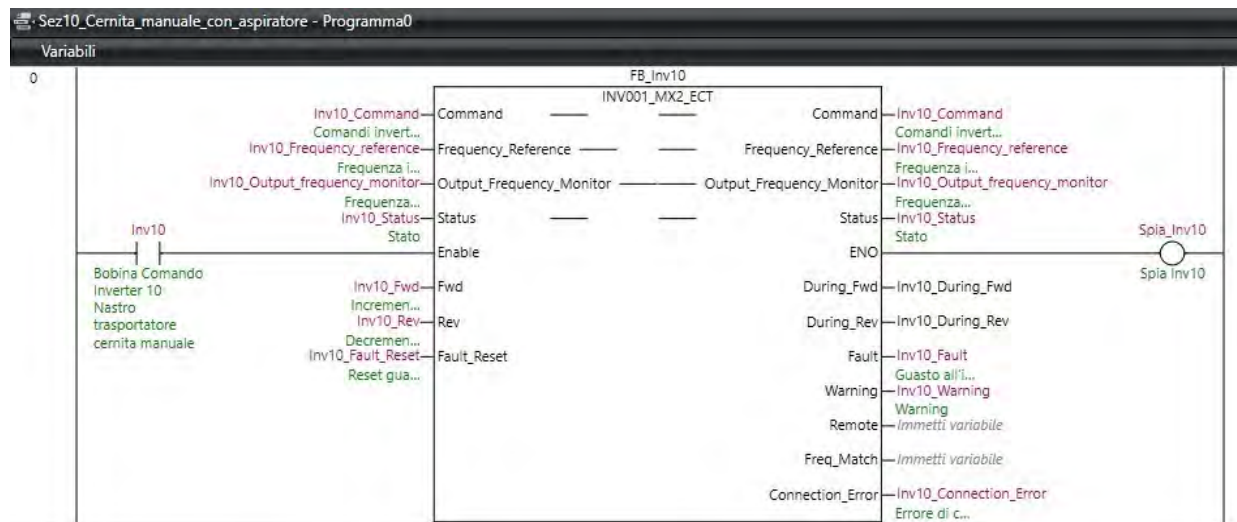 Sez10_Cernita_manuale_con_aspiratore - Programma0
Variabili
0
FB_Inv10
INV001_MX2_ECT
Inv10_Command Command Command Inv10_Command
Comandi invert... Comandi invert...
Inv10_Frequency_reference Frequency_Reference Frequency_Reference Inv10_Frequency_reference
Frequenza i... Frequenza i...
Inv10_Output_frequency_monitor Output_Frequency_Monitor Output_Frequency_Monitor Inv10_Output_frequency_monitor
Frequenza... Frequenza...
Inv10_Status Status Status Inv10_Status
Inv10 Stato Stato Spia_Inv10
Enable ENO
Bobina Comando Spia Inv10
Inverter 10 Inv10_Fwd Fwd During_Fwd Inv10_During_Fwd
Nastro Incremen...
trasportatore Inv10_Rev Rev During_Rev Inv10_During_Rev
cernita manuale Decremen...
Inv10_Fault_Reset Fault_Reset Fault Inv10_Fault
Reset gua... Guasto all'i...
Warning Inv10_Warning
Warning
Remote Immetti variabile
Freq_Match Immetti variabile
Connection_Error Inv10_Connection_Error
Errore di c...